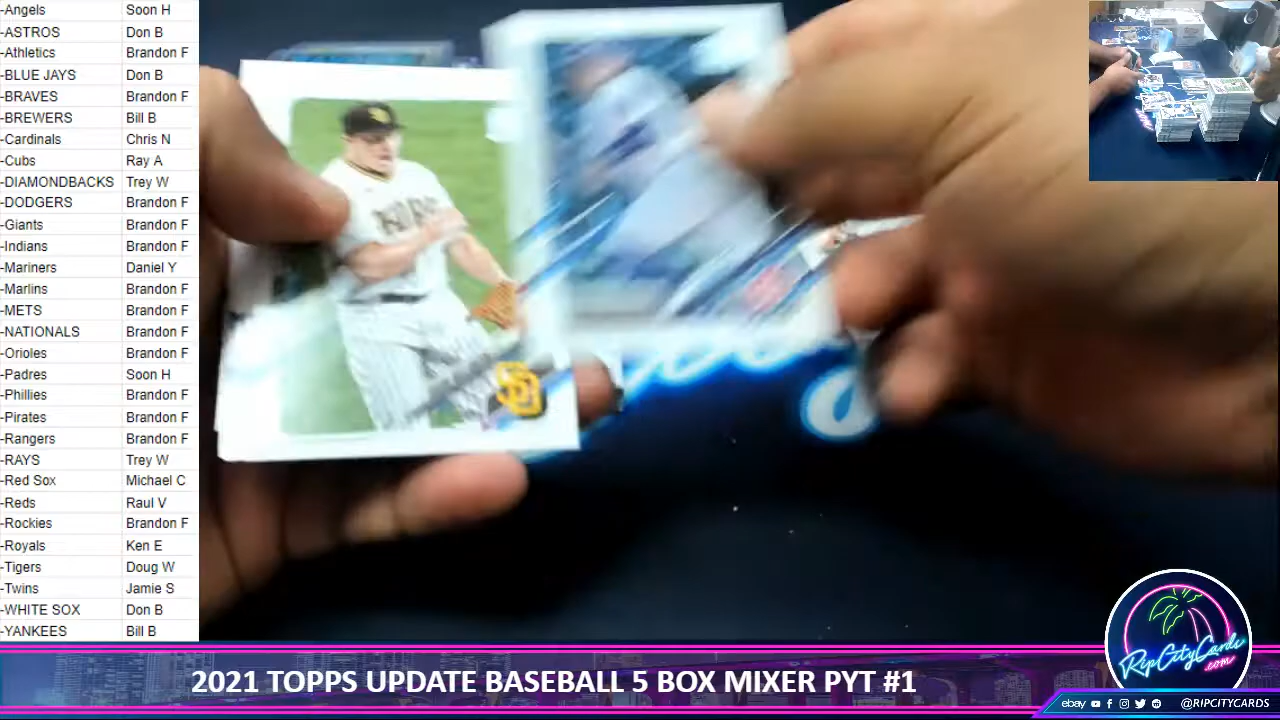 -Angels Soon H
-ASTROS Don B
-Athletics Brandon F
-BLUE JAYS Don B
-BRAVES Brandon F
-BREWERS Bill B
-Cardinals Chris N
-Cubs Ray A
-DIAMONDBACKS Trey W
-DODGERS Brandon F
-Giants Brandon F
-Indians Brandon F
-Mariners Daniel Y
-Marlins Brandon F
-METS Brandon F
-NATIONALS Brandon F
-Orioles Brandon F
-Padres Soon H
-Phillies Brandon F
-Pirates Brandon F
-Rangers Brandon F
-RAYS Trey W
-Red Sox Michael C
-Reds Raul V
-Rockies Brandon F
-Royals Ken E
-Tigers Doug W
-Twins Jamie S
-WHITE SOX Don B
-YANKEES Bill B
SD
RipCityCards
.com
2021 TOPPS UPDATE BASEBALL 5 BOX MIXER PYT #1
ebay @RIPCITYCARDS